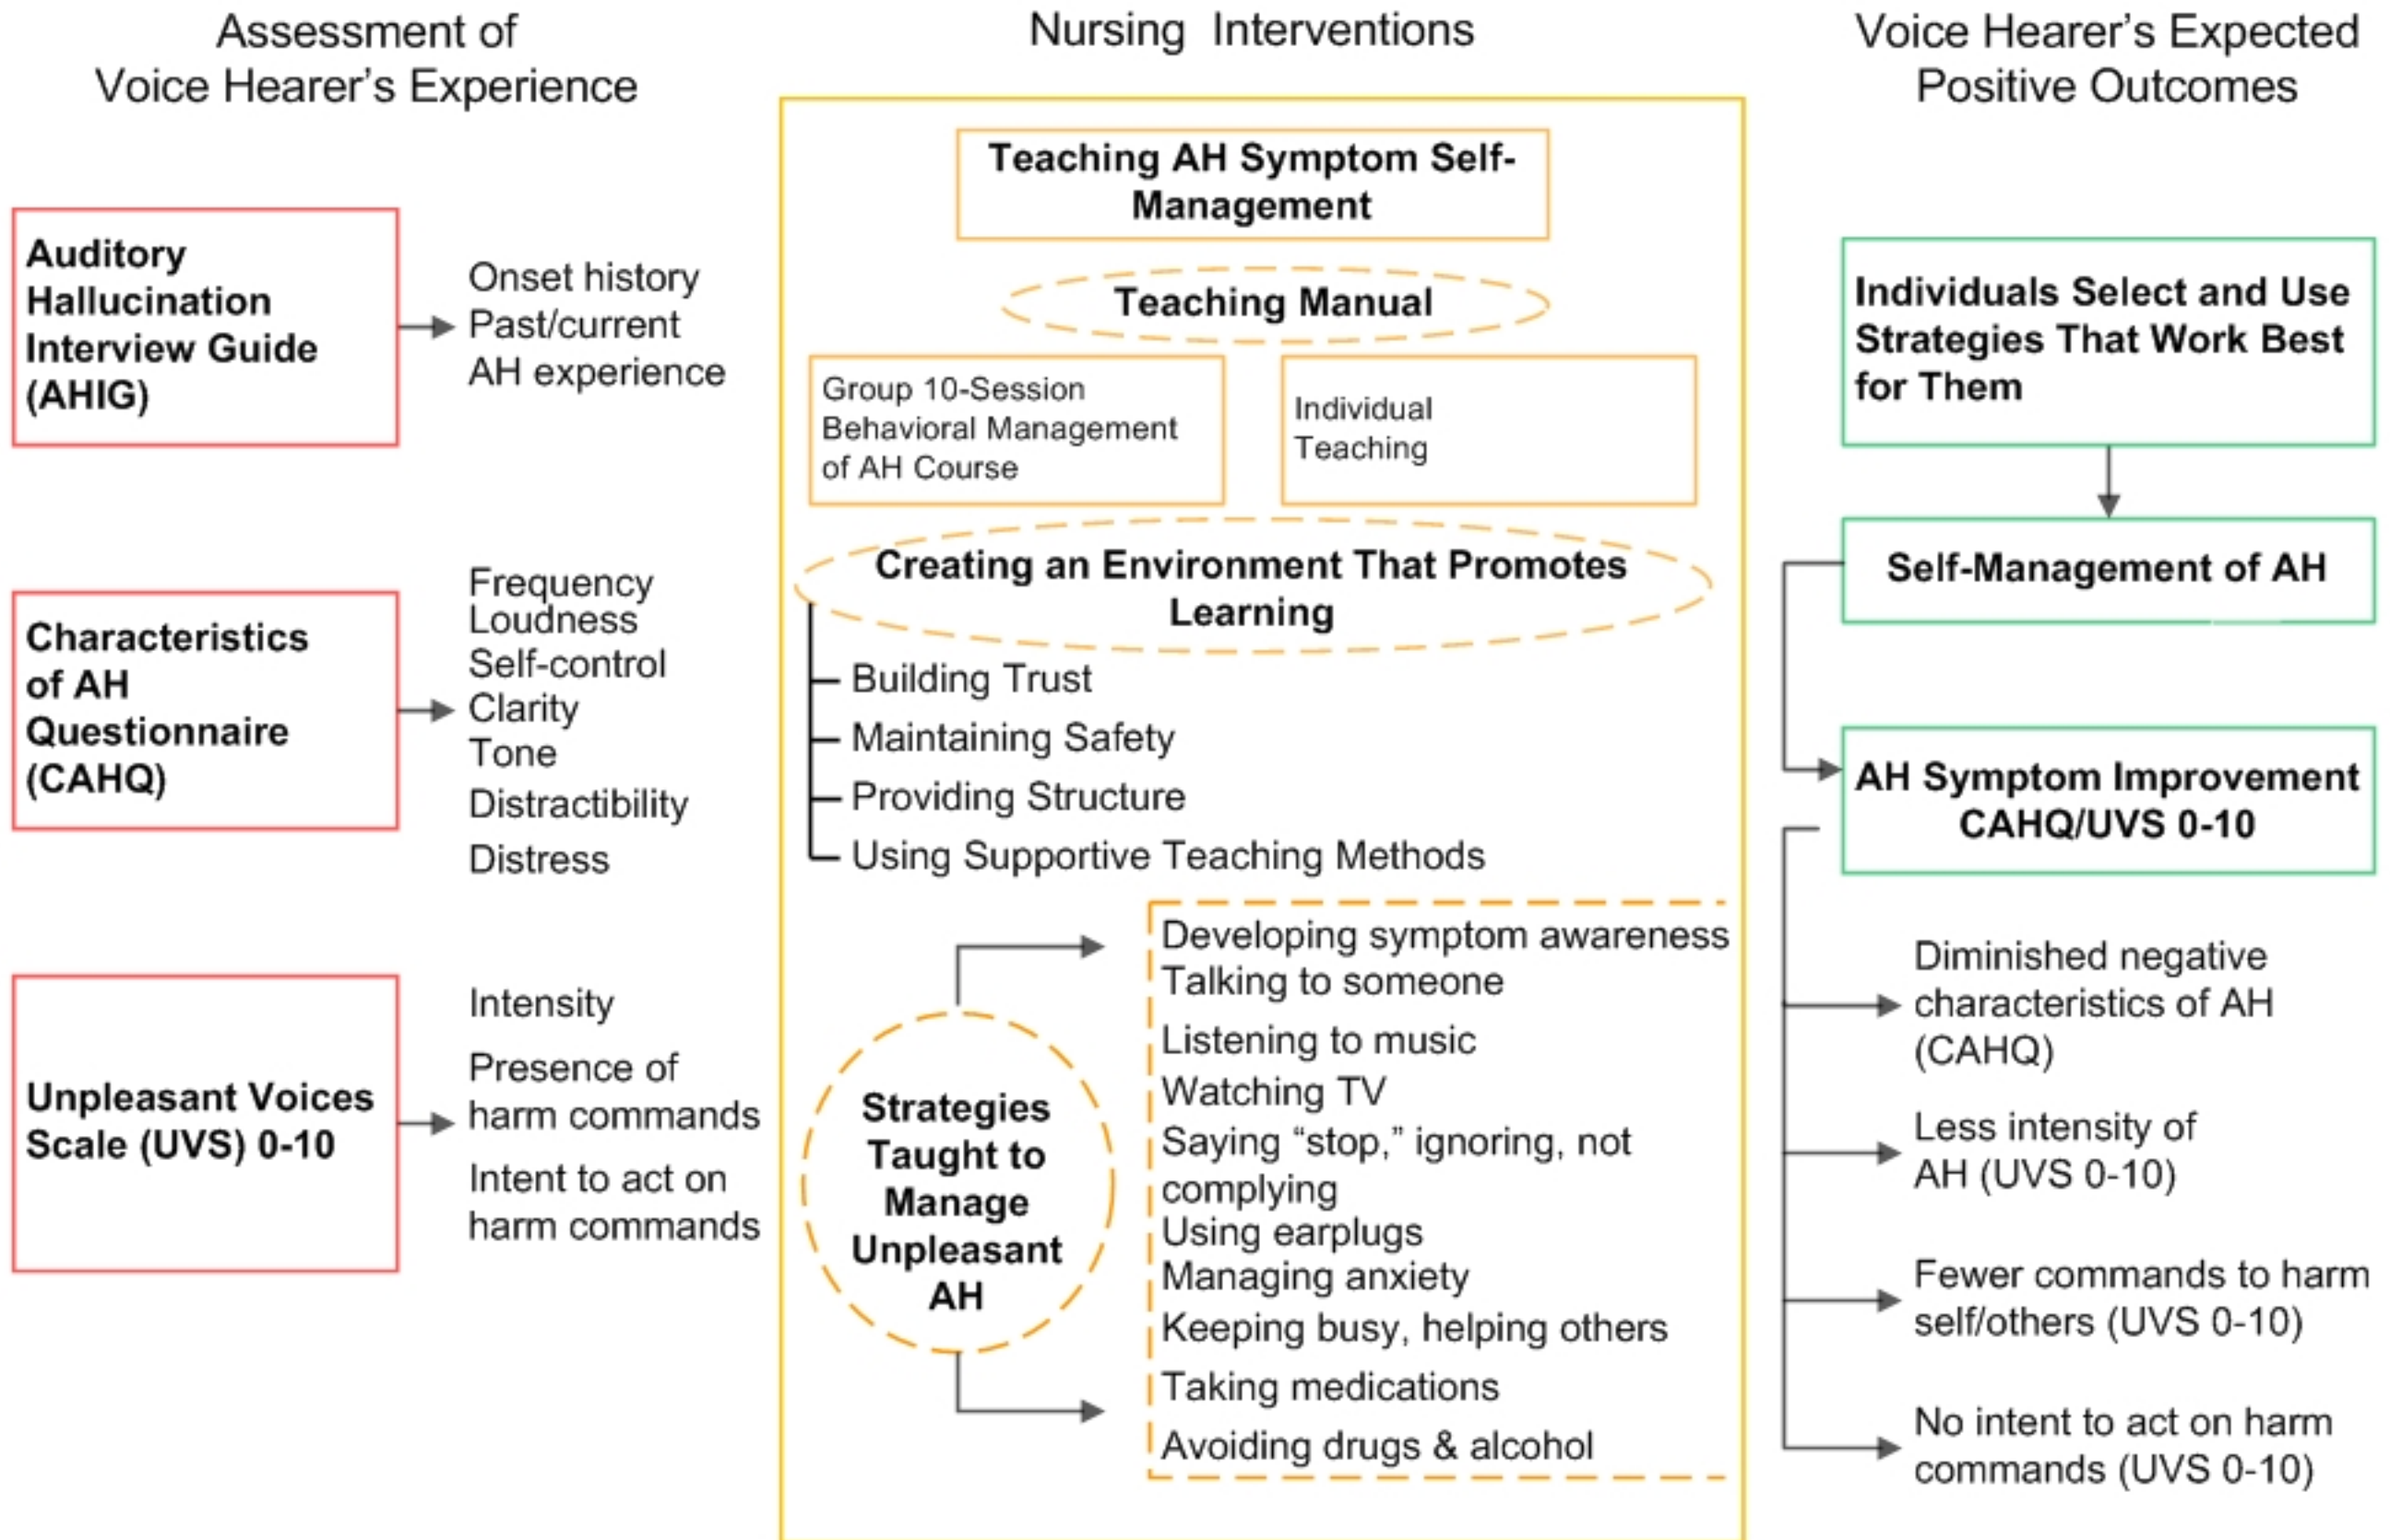 Assessment of
Voice Hearer's Experience
Auditory
Hallucination
Interview Guide
(AHIG)
Onset history
Past/current
AH experience
Characteristics
of AH
Questionnaire
(CAHQ)
Frequency
Loudness
Self-control
Clarity
Tone
Distractibility
Distress
Unpleasant Voices
Scale (UVS) 0-10
Intensity
Presence of
harm commands
Intent to act on
harm commands
Nursing Interventions
Teaching AH Symptom Self-
Management
Teaching Manual
Group 10-Session
Behavioral Management
of AH Course
Individual
Teaching
Creating an Environment That Promotes
Learning
Building Trust
Maintaining Safety
Providing Structure
Using Supportive Teaching Methods
Strategies
Taught to
Manage
Unpleasant
AH
Developing symptom awareness
Talking to someone
Listening to music
Watching TV
Saying “stop,” ignoring, not
complying
Using earplugs
Managing anxiety
Keeping busy, helping others
Taking medications
Avoiding drugs & alcohol
Voice Hearer's Expected
Positive Outcomes
Individuals Select and Use
Strategies That Work Best
for Them
Self-Management of AH
AH Symptom Improvement
CAHQ/UVS 0-10
Diminished negative
characteristics of AH
(CAHQ)
Less intensity of
AH (UVS 0-10)
Fewer commands to harm
self/others (UVS 0-10)
No intent to act on harm
commands (UVS 0-10)